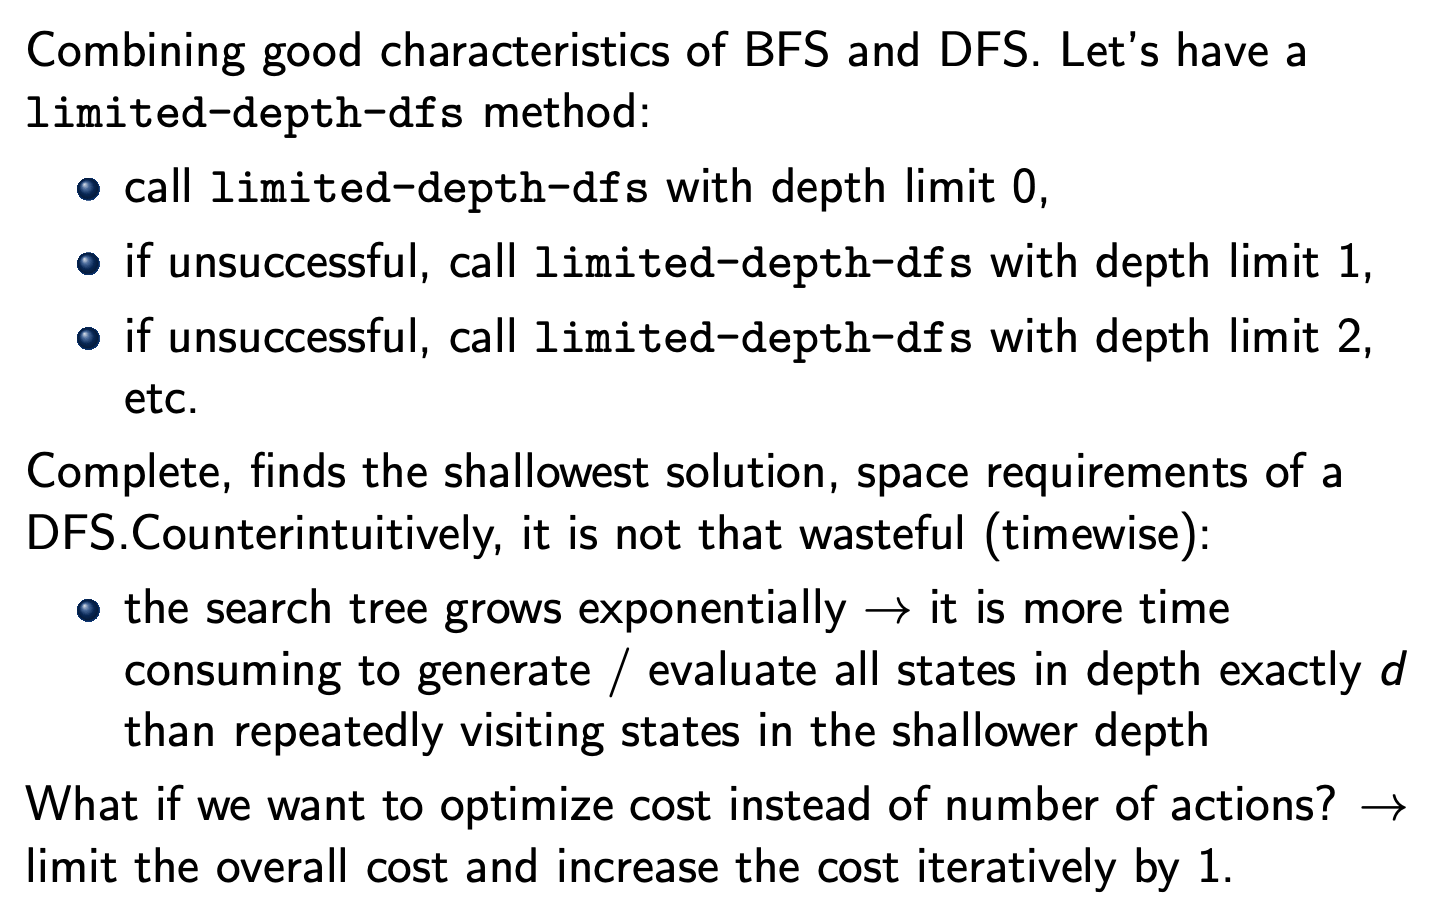 Combining good characteristics of BFS and DFS. Let's have a
limited-depth-dfs method:
call limited-depth-dfs with depth limit 0,
if unsuccessful, call limited-depth-dfs with depth limit 1,
if unsuccessful, call limited-depth-dfs with depth limit 2,
etc.
Complete, finds the shallowest solution, space requirements of a
DFS.Counterintuitively, it is not that wasteful (timewise):
the search tree grows exponentially → it is more time
consuming to generate / evaluate all states in depth exactly d
than repeatedly visiting states in the shallower depth
What if we want to optimize cost instead of number of actions? →
limit the overall cost and increase the cost iteratively by 1.